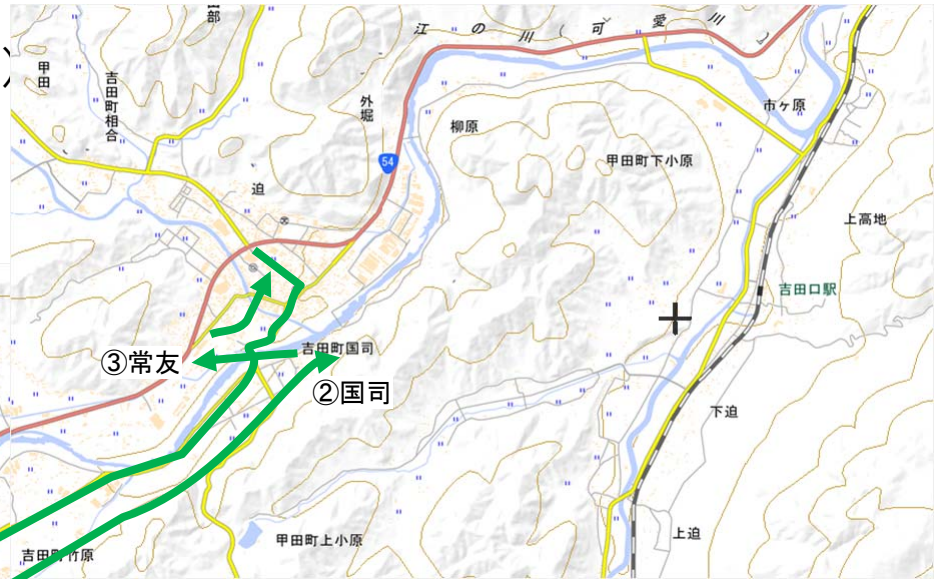 江の川(可愛川)
甲田
吉田町相合
外堀
柳原
市ヶ原
甲田町下小原
54
迫
上高地
吉田口駅
吉田町国司
③常友
②国司
下迫
上迫
甲田町上小原
吉田町竹原